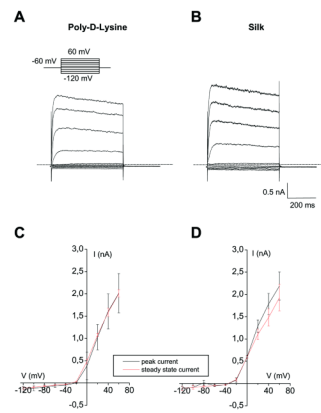 A
Poly-D-Lysine
B
Silk
60 mV
-60 mV
-120 mV
0.5 nA
200 ms
C
D
I (nA)
I (nA)
3,0
3,0
2,5
2,5
2,0
2,0
1,5
1,5
1,0
1,0
0,5
0,5
V (mV)
V (mV)
-120
-80
-40
0
40
80
-120
-80
-40
0
40
80
-0,5
-0,5
peak current
steady state current